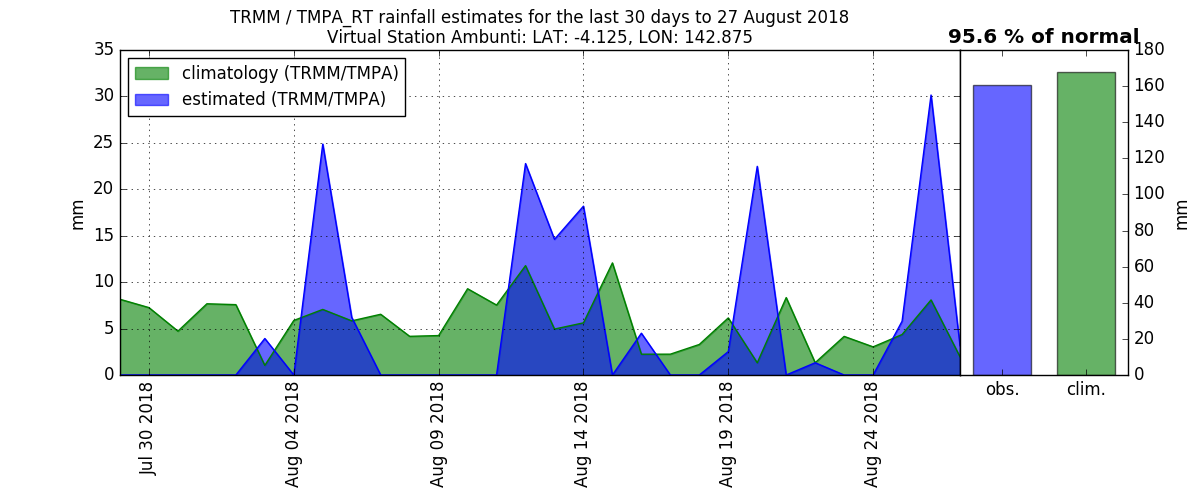 TRMM / TMPA_RT rainfall estimates for the last 30 days to 27 August 2018
Virtual Station Ambunti: LAT: -4.125, LON: 142.875
95.6 % of normal
climatology (TRMM/TMPA)
estimated (TRMM/TMPA)
35
30
25
20
15
10
5
0
mm
Jul 30 2018
Aug 04 2018
Aug 09 2018
Aug 14 2018
Aug 19 2018
Aug 24 2018
obs.
clim.
180
160
140
120
100
80
60
40
20
0
mm